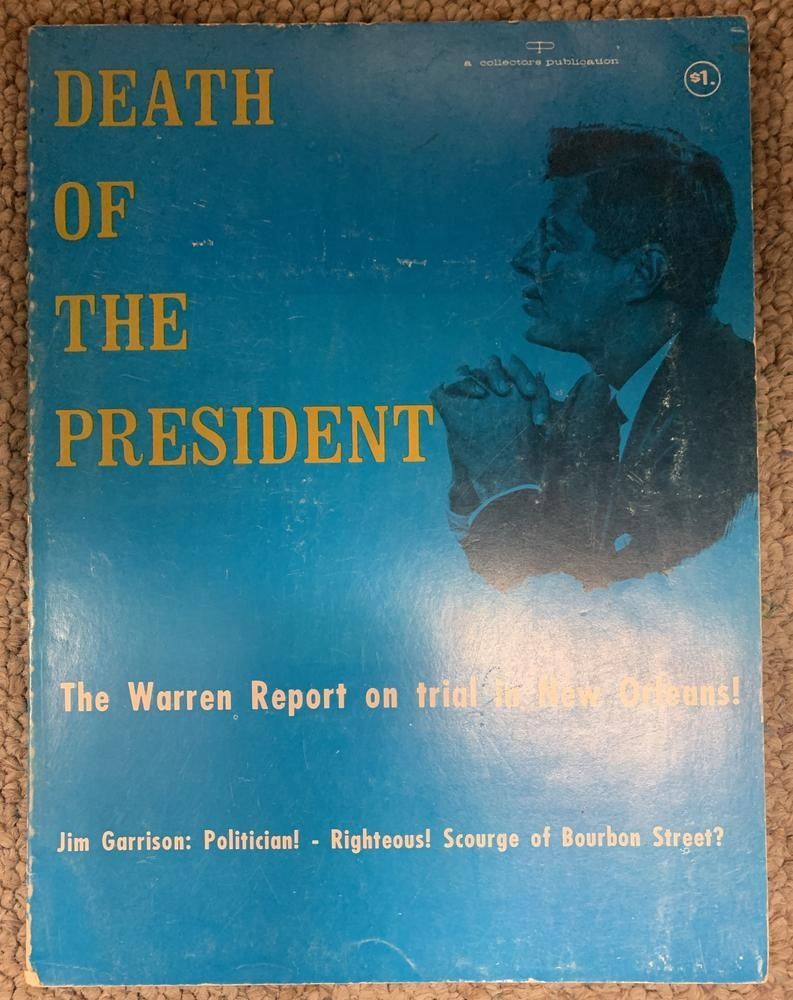 a collectors publication
$1.
DEATH
OF
THE
PRESIDENT
The Warren Report on trial in New Orleans!
Jim Garrison: Politician! - Righteous! Scourge of Bourbon Street?